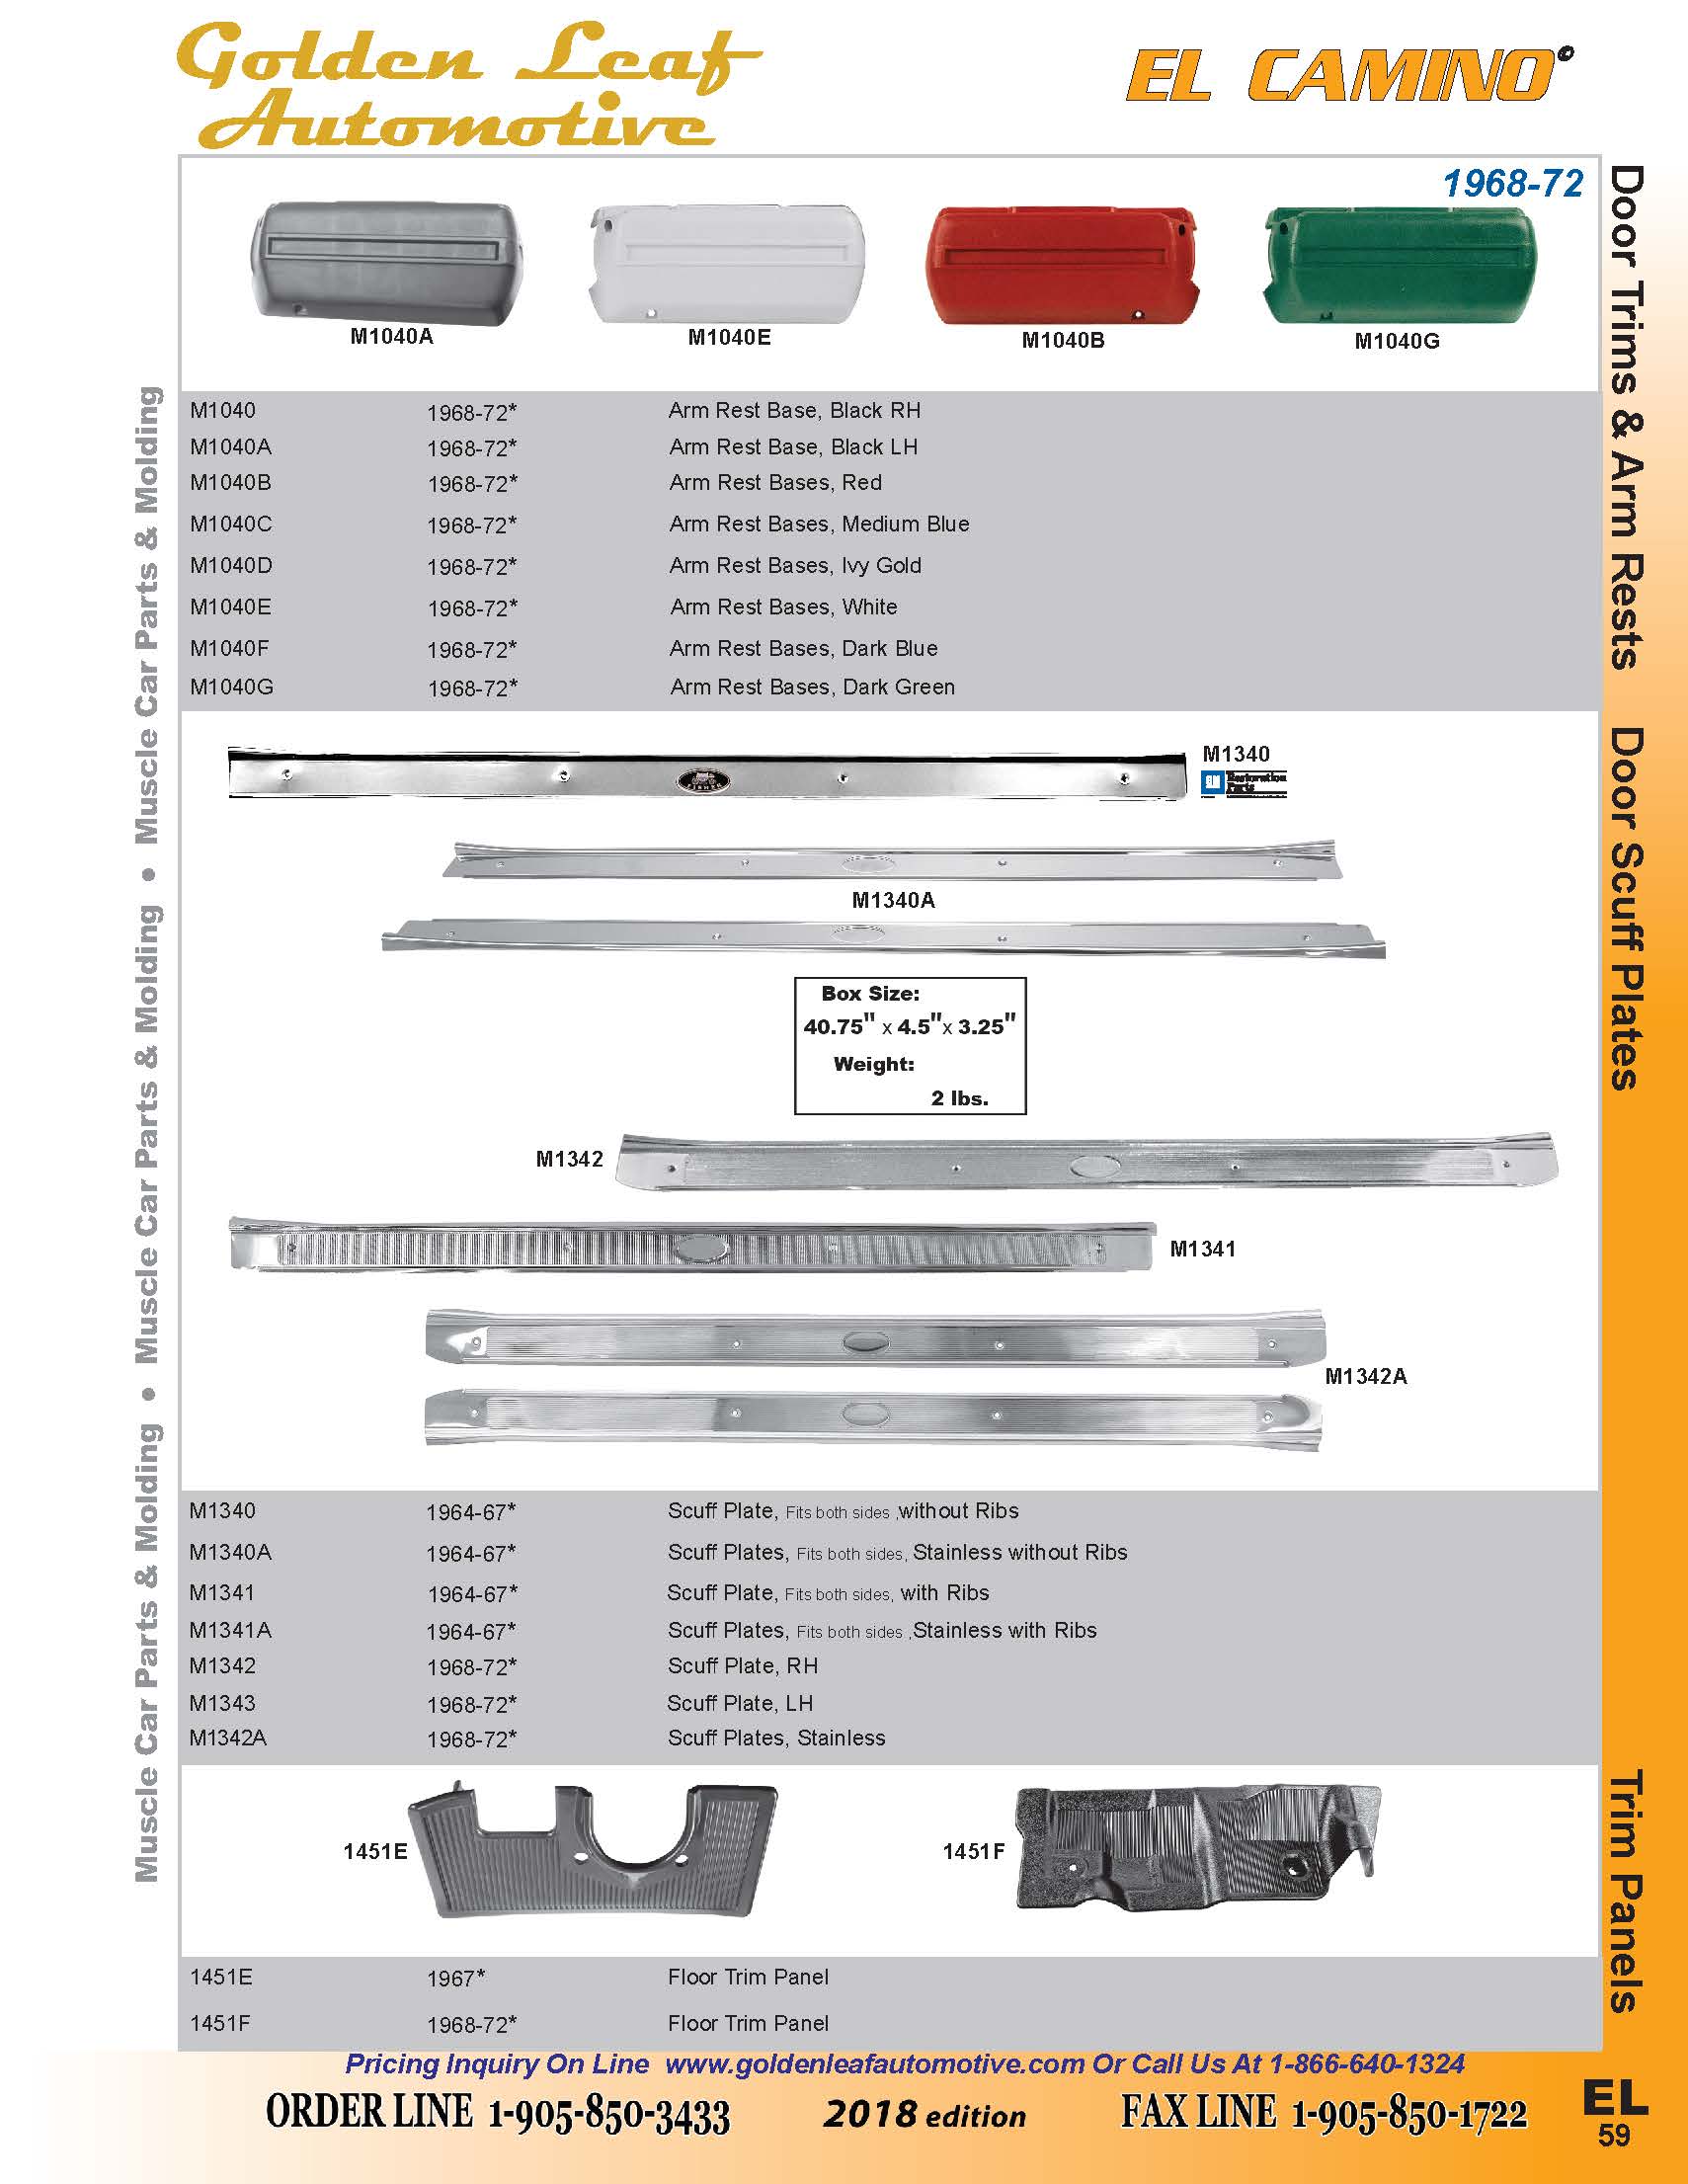 Golden Leaf
Automotive
EL CAMINO
1968-72
M1040A
M1040E
M1040B
M1040G
M1040 1968-72* Arm Rest Base, Black RH
M1040A 1968-72* Arm Rest Base, Black LH
M1040B 1968-72* Arm Rest Bases, Red
M1040C 1968-72* Arm Rest Bases, Medium Blue
M1040D 1968-72* Arm Rest Bases, Ivy Gold
M1040E 1968-72* Arm Rest Bases, White
M1040F 1968-72* Arm Rest Bases, Dark Blue
M1040G 1968-72* Arm Rest Bases, Dark Green
M1340
Restoration
Parts
FISHER
M1340A
Box Size:
40.75" x 4.5"x 3.25"
Weight:
2 lbs.
M1342
M1341
M1342A
M1340 1964-67* Scuff Plate, Fits both sides ,without Ribs
M1340A 1964-67* Scuff Plates, Fits both sides, Stainless without Ribs
M1341 1964-67* Scuff Plate, Fits both sides, with Ribs
M1341A 1964-67* Scuff Plates, Fits both sides ,Stainless with Ribs
M1342 1968-72* Scuff Plate, RH
M1343 1968-72* Scuff Plate, LH
M1342A 1968-72* Scuff Plates, Stainless
1451E
1451F
1451E 1967* Floor Trim Panel
1451F 1968-72* Floor Trim Panel
Muscle Car Parts & Molding • Muscle Car Parts & Molding • Muscle Car Parts & Molding
Door Trims & Arm Rests
Door Scuff Plates
Trim Panels
Pricing Inquiry On Line www.goldenleafautomotive.com Or Call Us At 1-866-640-1324
ORDER LINE 1-905-850-3433 2018 edition FAX LINE 1-905-850-1722
EL
59